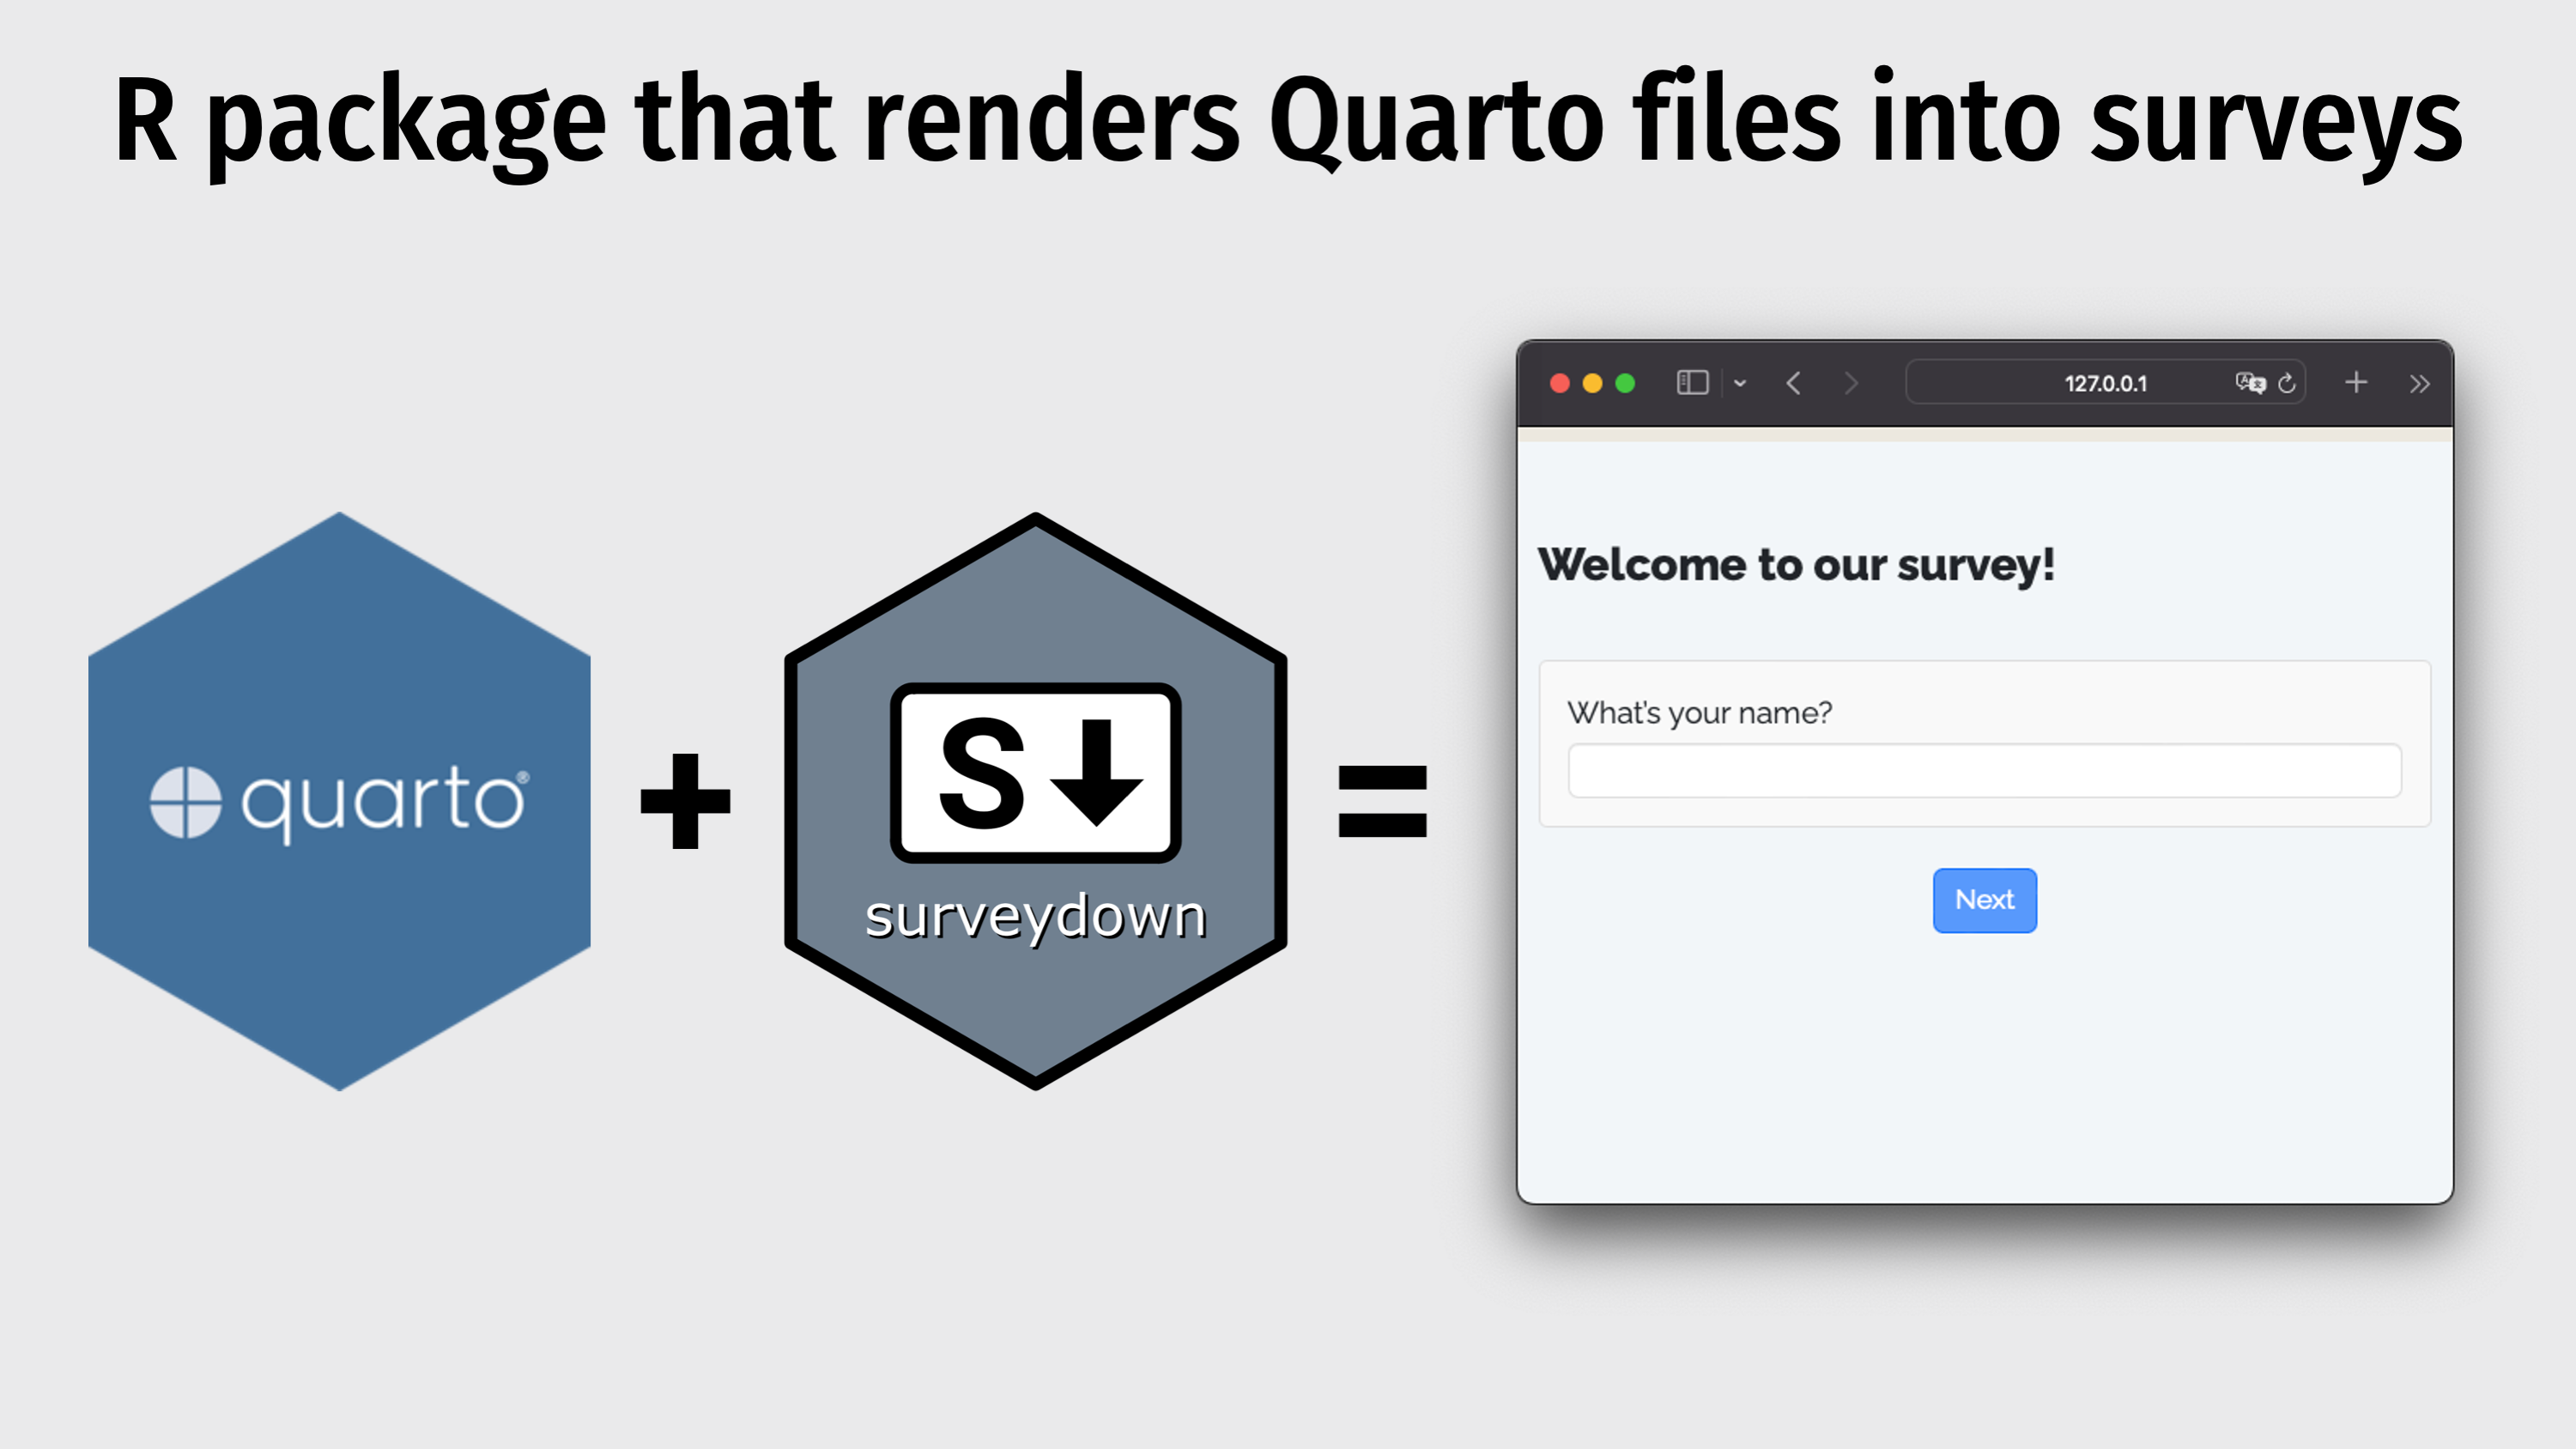 R package that renders Quarto files into surveys
quarto®
+
S
surveydown
=
127.0.0.1
Welcome to our survey!
What's your name?
Next